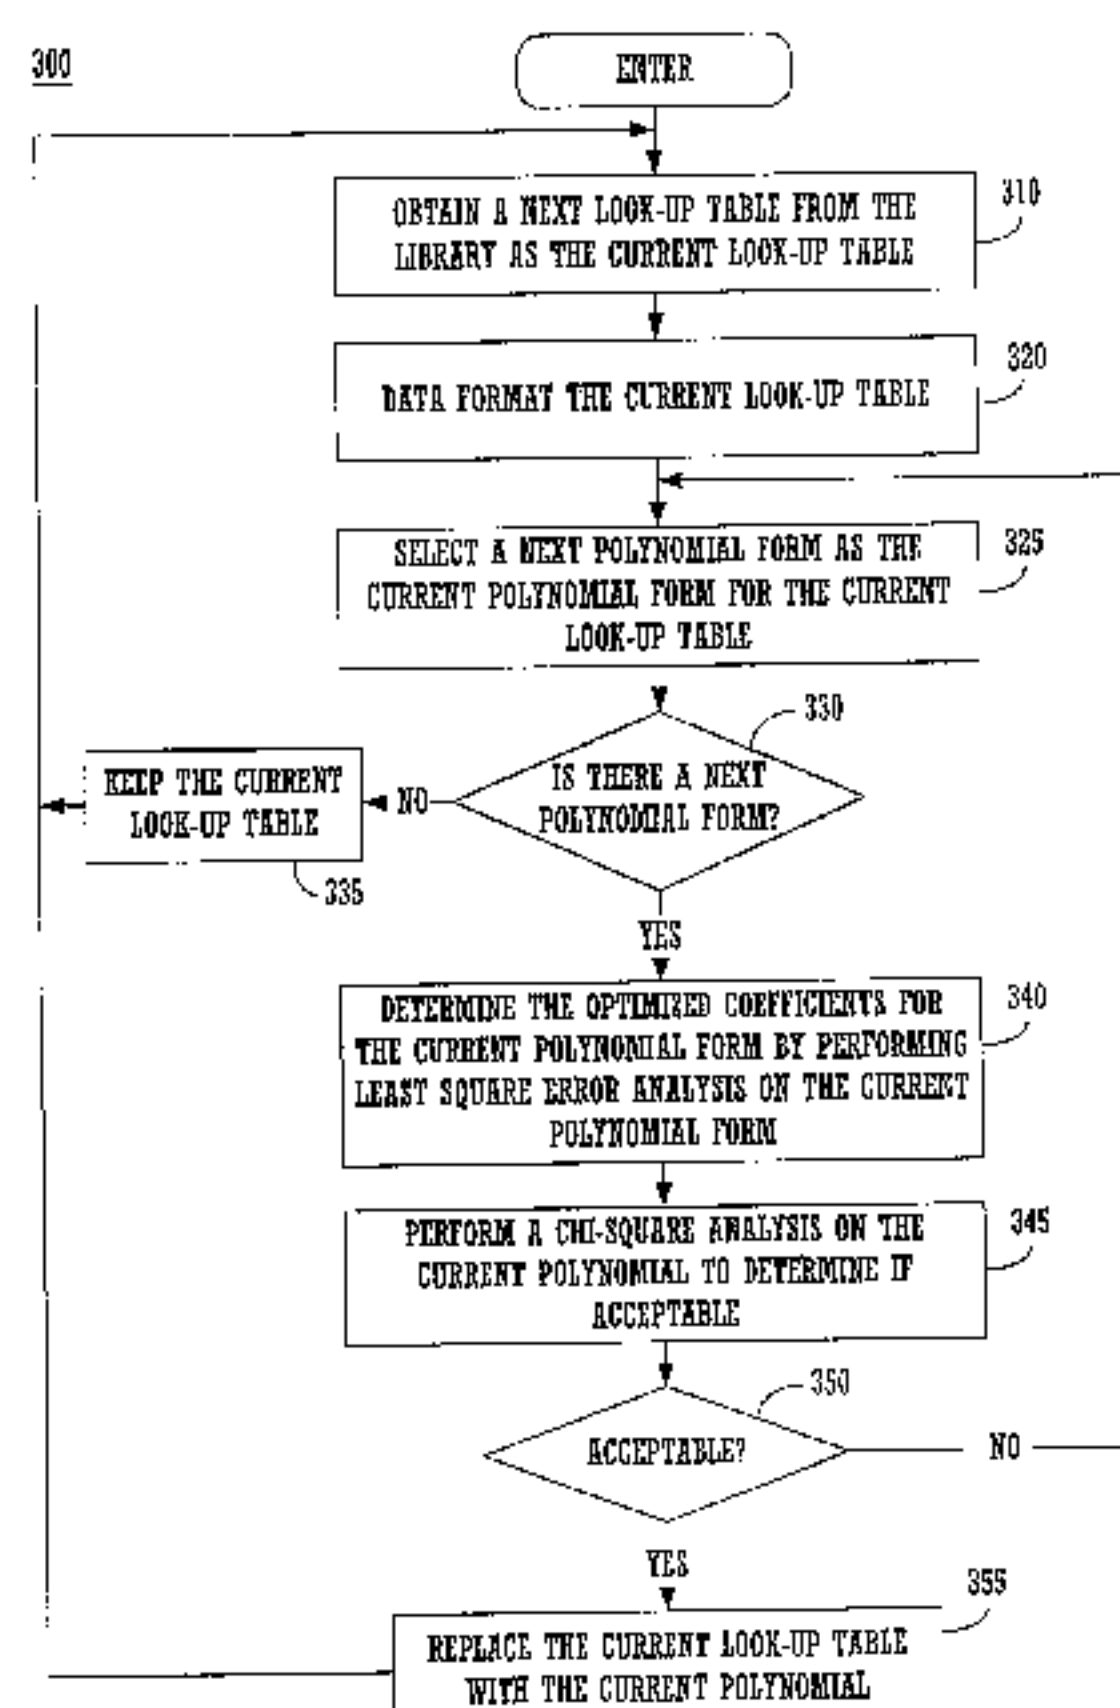 300
ENTER
OBTAIN A NEXT LOOK-UP TABLE FROM THE
LIBRARY AS THE CURRENT LOOK-UP TABLE
310
DATA FORMAT THE CURRENT LOOK-UP TABLE
320
SELECT A NEXT POLYNOMIAL FORM AS THE
CURRENT POLYNOMIAL FORM FOR THE CURRENT
LOOK-UP TABLE
325
IS THERE A NEXT
POLYNOMIAL FORM?
330
NO
KEEP THE CURRENT
LOOK-UP TABLE
335
YES
DETERMINE THE OPTIMIZED COEFFICIENTS FOR
THE CURRENT POLYNOMIAL FORM BY PERFORMING
LEAST SQUARE ERROR ANALYSIS ON THE CURRENT
POLYNOMIAL FORM
340
PERFORM A CHI-SQUARE ANALYSIS ON THE
CURRENT POLYNOMIAL TO DETERMINE IF
ACCEPTABLE
345
ACCEPTABLE?
350
NO
YES
REPLACE THE CURRENT LOOK-UP TABLE
WITH THE CURRENT POLYNOMIAL
355